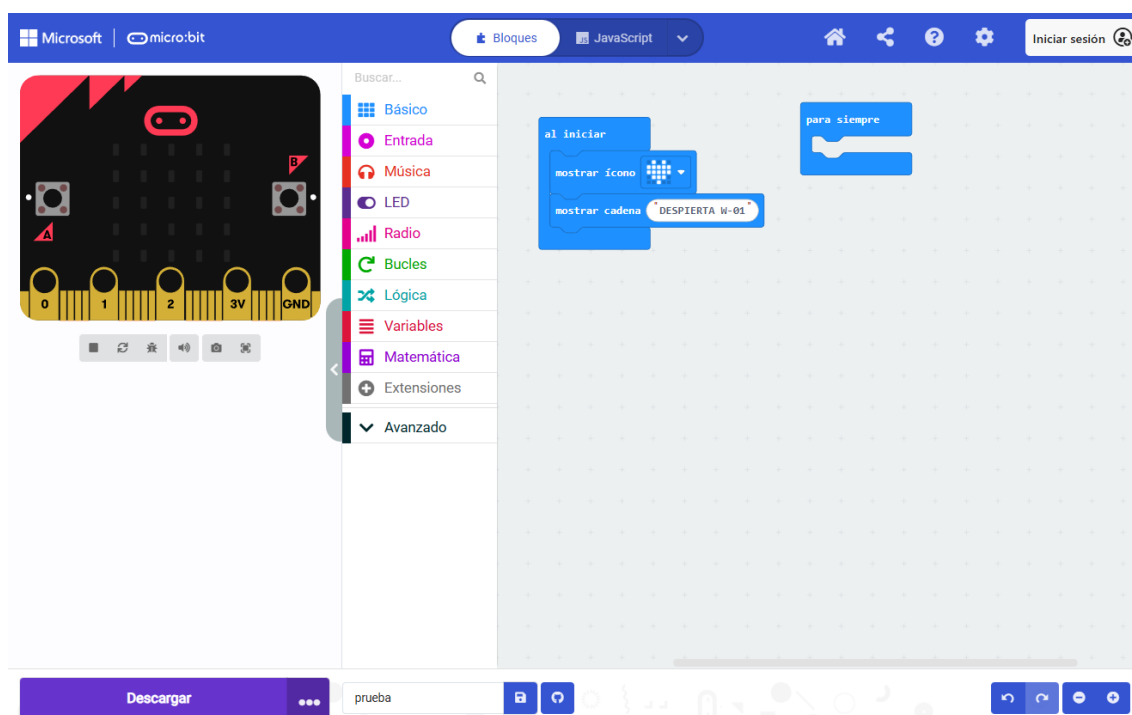 Microsoft micro:bit Bloques JavaScript Iniciar sesión
Buscar...
Básico
Entrada
Música
LED
Radio
Bucles
Lógica
Variables
Matemática
Extensiones
Avanzado
B
A
0 1 2 3V GND
al iniciar
mostrar ícono
mostrar cadena "DESPIERTA W-01"
para siempre
Descargar
prueba